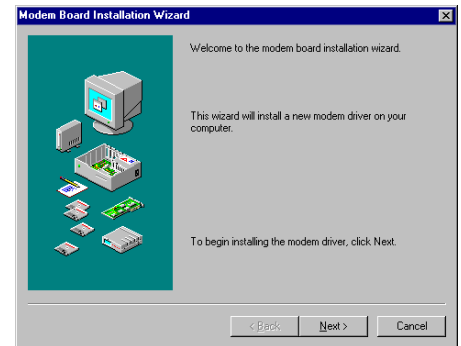 Modem Board Installation Wizard
Welcome to the modem board installation wizard.
This wizard will install a new modem driver on your
computer.
To begin installing the modem driver, click Next.
< Back
Next >
Cancel